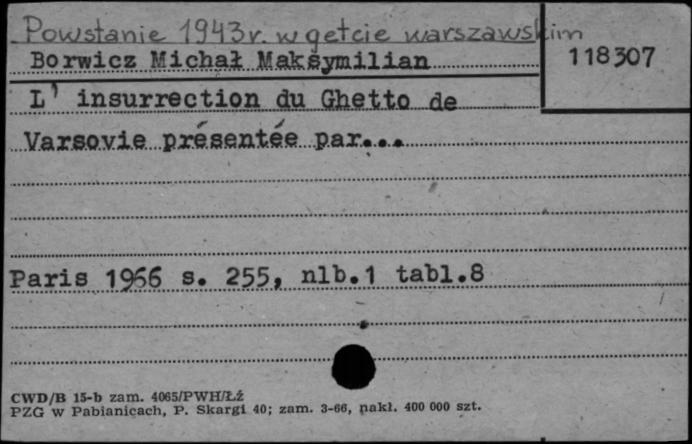 Powstanie 1943r. w getcie warszawskim
Borwicz Michał Maksymilian
118307
L' insurrection du Ghetto de
Varsovie présentée par...
Paris 1966 s. 255, nlb.1 tabl.8
CWD/B 15-b zam. 4065/PWH/Łź
PZG w Pabianicach, P. Skargi 40; zam. 3-66, nakł. 400 000 szt.